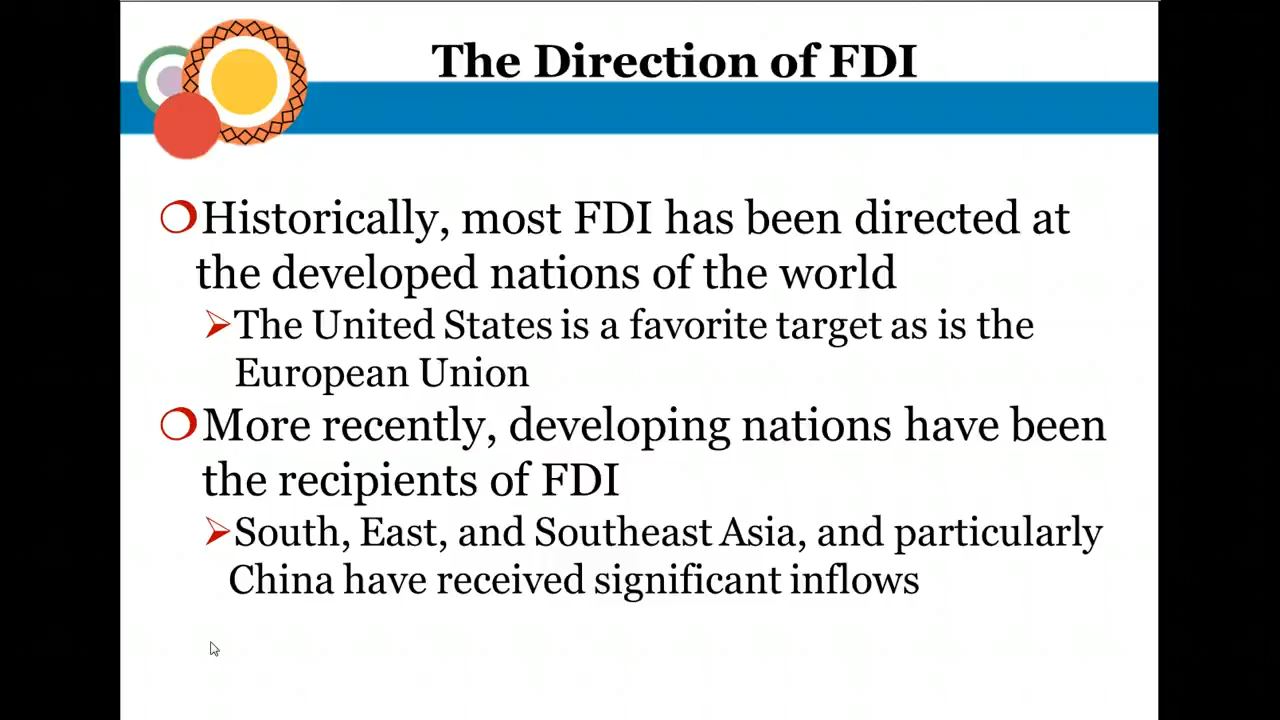 The Direction of FDI
Historically, most FDI has been directed at
the developed nations of the world
The United States is a favorite target as is the
European Union
More recently, developing nations have been
the recipients of FDI
South, East, and Southeast Asia, and particularly
China have received significant inflows